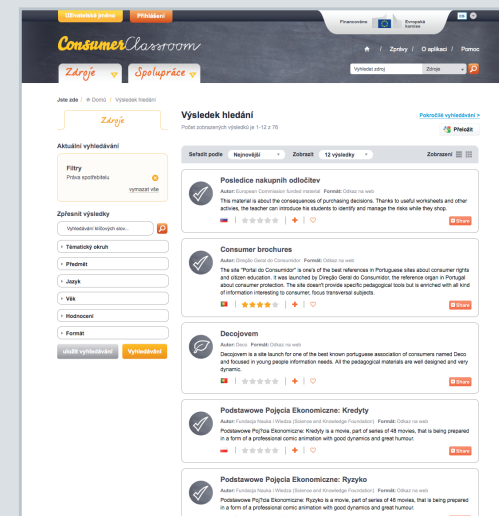 Uživatelské jméno Přihlášení
Financováno Evropská
komise
cs
ConsumerClassroom
/ Zprávy / O aplikaci / Pomoc
Zdroje Spolupráce
Vyhledat zdroj Zdroje
Jste zde / Domů / Výsledek hledání
Zdroje
Výsledek hledání
Pokročilé vyhledávání >
Počet zobrazených výsledků je 1-12 z 76
Přeložit
Aktuální vyhledávání
Seřadit podle Nejnovější Zobrazit 12 výsledky Zobrazení
Filtry
Práva spotřebitelu
vymazat vše
Posledice nakupnih odločitev
Autor: European Commission funded material Formát: Odkaz na web
This material is about the consequences of purchasing decisions. Thanks to useful worksheets and other
activies, the teacher can introduce his students to identify and manage the risks while they shop.
Share
Zpřesnit výsledky
Vyhledávání klíčových slov...
Tématický okruh
Předmět
Jazyk
Věk
Hodnocení
Formát
uložit vyhledávání Vyhledávání
Consumer brochures
Autor: Direção Geral do Consumidor Formát: Odkaz na web
The site "Portal do Consumidor" is one's of the best references in Portuguese sites about consumer rights
and citizen education. It was launched by Direção Geral do Consumidor, the reference organ in Portugal
about consumer protection. The site doesn't provide specific pedagogical tools but is enriched with all kind
of information interesting to consumer, focus transversal subjects.
Share
Decojovem
Autor: Deco Formát: Odkaz na web
Decojovem is a site launch for one of the best known portuguese association of consumers named Deco
and focused in young people information needs. All the pedagogical materials are well designed and very
dynamic.
Share
Podstawowe Pojęcia Ekonomiczne: Kredyty
Autor: Fundacja Nauka i Wiedza (Science and Knowledge Foundation) Formát: Odkaz na web
Podstawowe Poj?cia Ekonomiczne: Kredyty is a movie, part of series of 48 movies, that is being prepared
in a form of a professional comic animation with good dynamics and great humour.
Share
Podstawowe Pojęcia Ekonomiczne: Ryzyko
Autor: Fundacja Nauka i Wiedza (Science and Knowledge Foundation) Formát: Odkaz na web
Podstawowe Poj?cia Ekonomiczne: Ryzyko is a movie, part of series of 48 movies, that is being prepared
in a form of a professional comic animation with good dynamics and great humour.
Share